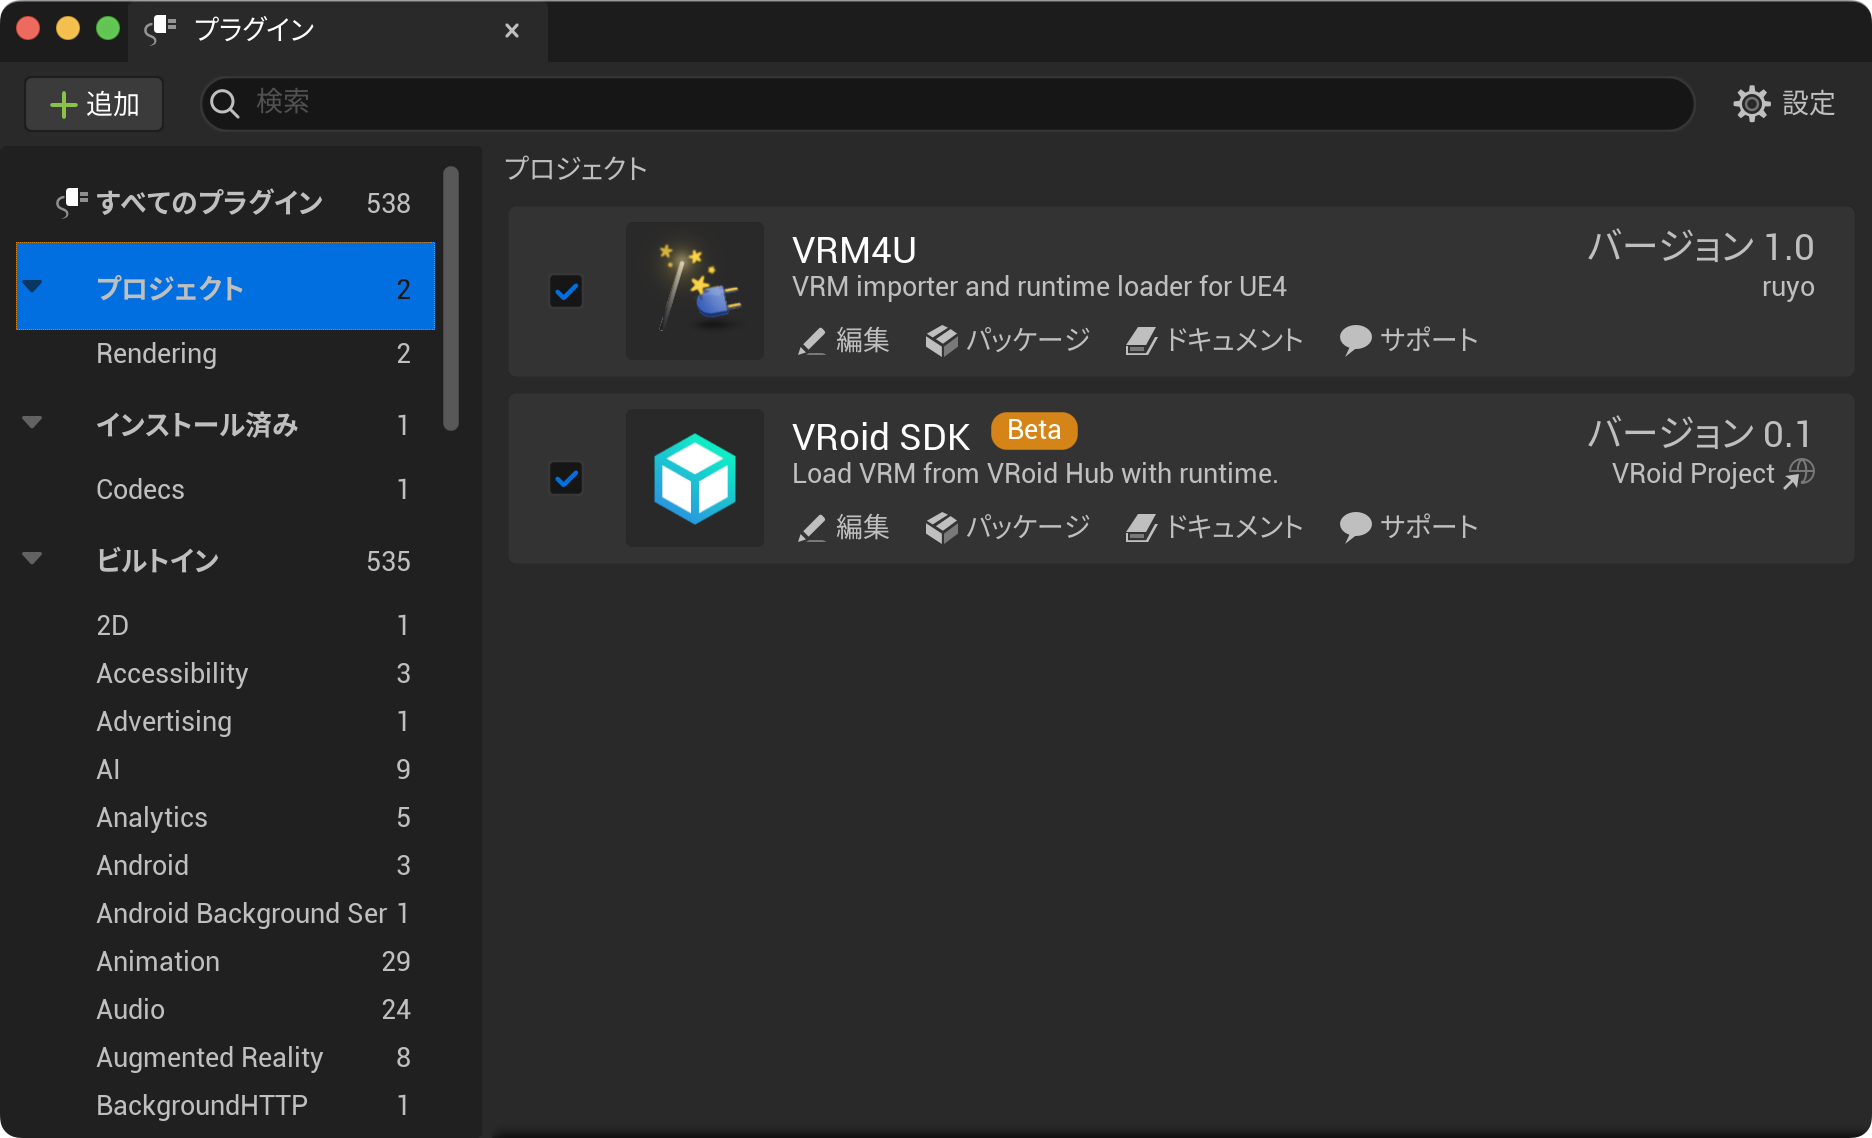 プラグイン
追加
検索
設定
すべてのプラグイン 538
プロジェクト 2
Rendering 2
インストール済み 1
Codecs 1
ビルトイン 535
2D 1
Accessibility 3
Advertising 1
AI 9
Analytics 5
Android 3
Android Background Ser 1
Animation 29
Audio 24
Augmented Reality 8
BackgroundHTTP 1
プロジェクト
VRM4U
バージョン 1.0
VRM importer and runtime loader for UE4
ruyo
編集 パッケージ ドキュメント サポート
VRoid SDK Beta
バージョン 0.1
Load VRM from VRoid Hub with runtime.
VRoid Project
編集 パッケージ ドキュメント サポート